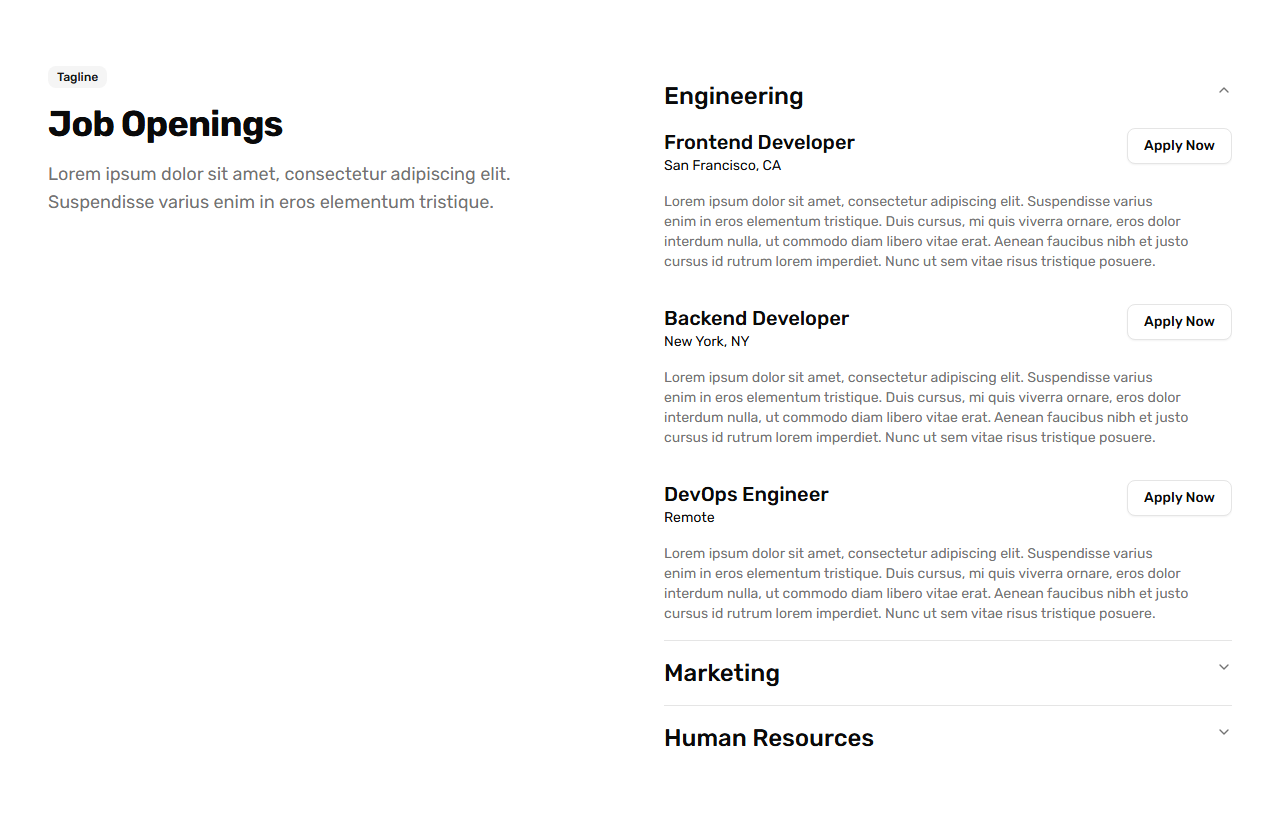 Tagline
Job Openings
Lorem ipsum dolor sit amet, consectetur adipiscing elit.
Suspendisse varius enim in eros elementum tristique.
Engineering
Frontend Developer
Apply Now
San Francisco, CA
Lorem ipsum dolor sit amet, consectetur adipiscing elit. Suspendisse varius
enim in eros elementum tristique. Duis cursus, mi quis viverra ornare, eros dolor
interdum nulla, ut commodo diam libero vitae erat. Aenean faucibus nibh et justo
cursus id rutrum lorem imperdiet. Nunc ut sem vitae risus tristique posuere.
Backend Developer
Apply Now
New York, NY
Lorem ipsum dolor sit amet, consectetur adipiscing elit. Suspendisse varius
enim in eros elementum tristique. Duis cursus, mi quis viverra ornare, eros dolor
interdum nulla, ut commodo diam libero vitae erat. Aenean faucibus nibh et justo
cursus id rutrum lorem imperdiet. Nunc ut sem vitae risus tristique posuere.
DevOps Engineer
Apply Now
Remote
Lorem ipsum dolor sit amet, consectetur adipiscing elit. Suspendisse varius
enim in eros elementum tristique. Duis cursus, mi quis viverra ornare, eros dolor
interdum nulla, ut commodo diam libero vitae erat. Aenean faucibus nibh et justo
cursus id rutrum lorem imperdiet. Nunc ut sem vitae risus tristique posuere.
Marketing
Human Resources